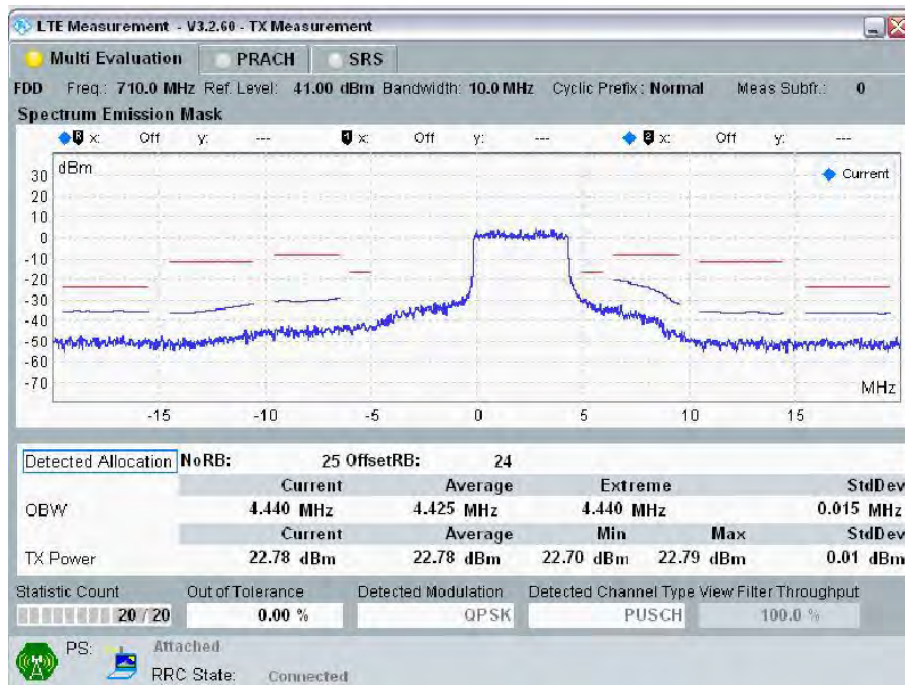 LTE Measurement - V3.2.60 - TX Measurement
Multi Evaluation PRACH SRS
FDD Freq.: 710.0 MHz Ref. Level: 41.00 dBm Bandwidth: 10.0 MHz Cyclic Prefix: Normal Meas Subfr.: 0
Spectrum Emission Mask
R x: Off y: --- 1 x: Off y: --- 2 x: Off y: ---
dBm
Current
30
20
10
0
-10
-20
-30
-40
-50
-60
-70
MHz
-15 -10 -5 0 5 10 15
Detected Allocation NoRB: 25 OffsetRB: 24
Current Average Extreme StdDev
OBW 4.440 MHz 4.425 MHz 4.440 MHz 0.015 MHz
Current Average Min Max StdDev
TX Power 22.78 dBm 22.78 dBm 22.70 dBm 22.79 dBm 0.01 dBm
Statistic Count Out of Tolerance Detected Modulation Detected Channel Type View Filter Throughput
20 / 20 0.00 % QPSK PUSCH 100.0 %
PS: Attached
RRC State: Connected